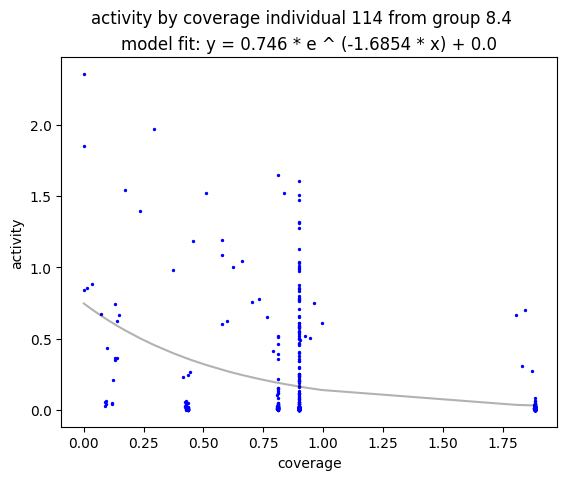 activity by coverage individual 114 from group 8.4
model fit: y = 0.746 * e ^ (-1.6854 * x) + 0.0
2.0
1.5
1.0
0.5
0.0
activity
0.00 0.25 0.50 0.75 1.00 1.25 1.50 1.75
coverage